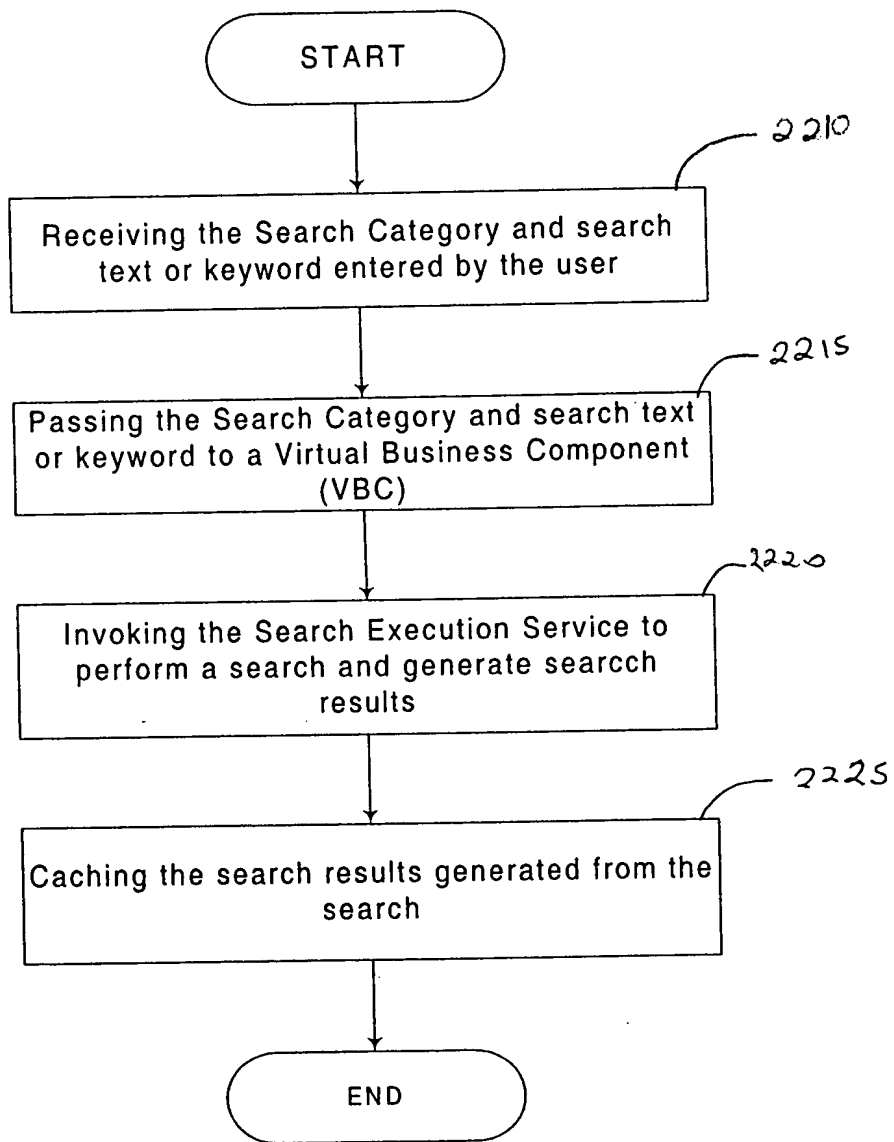 START
2210
Receiving the Search Category and search
text or keyword entered by the user
2215
Passing the Search Category and search text
or keyword to a Virtual Business Component
(VBC)
2220
Invoking the Search Execution Service to
perform a search and generate searcch
results
2225
Caching the search results generated from the
search
END